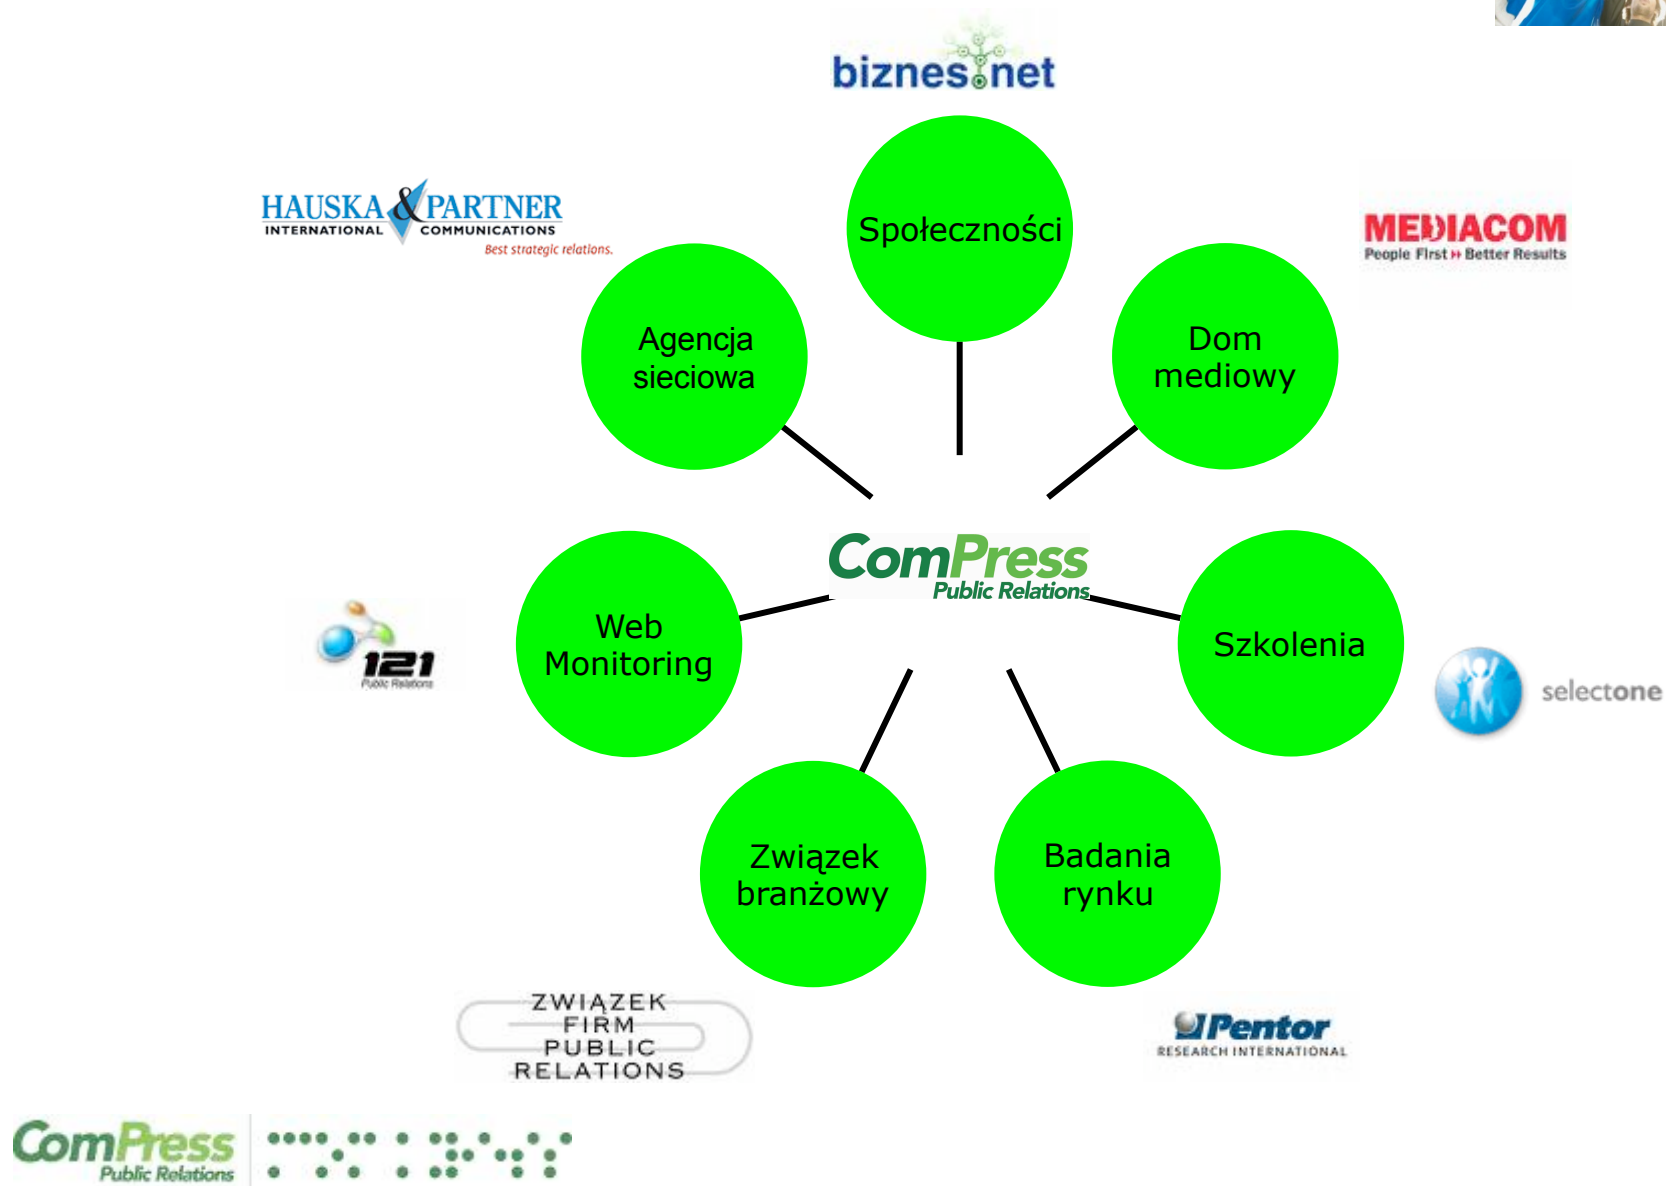 biznes.net
HAUSKA & PARTNER
INTERNATIONAL COMMUNICATIONS
Best strategic relations.
Społeczności
MEDIACOM
People First Better Results
Agencja
sieciowa
Dom
mediowy
ComPress
Public Relations
Web
Monitoring
Szkolenia
121
Public Relations
selectone
Związek
branżowy
Badania
rynku
ZWIĄZEK
FIRM
PUBLIC
RELATIONS
Pentor
RESEARCH INTERNATIONAL
ComPress
Public Relations